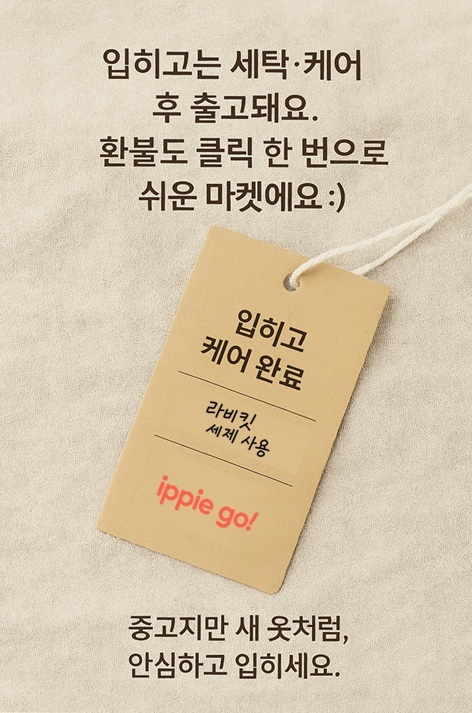 입히고는 세탁·케어
후 출고돼요.
환불도 클릭 한 번으로
쉬운 마켓에요 :)
입히고
케어 완료
라비킷
세제 사용
ippie go!
중고지만 새 옷처럼,
안심하고 입히세요.